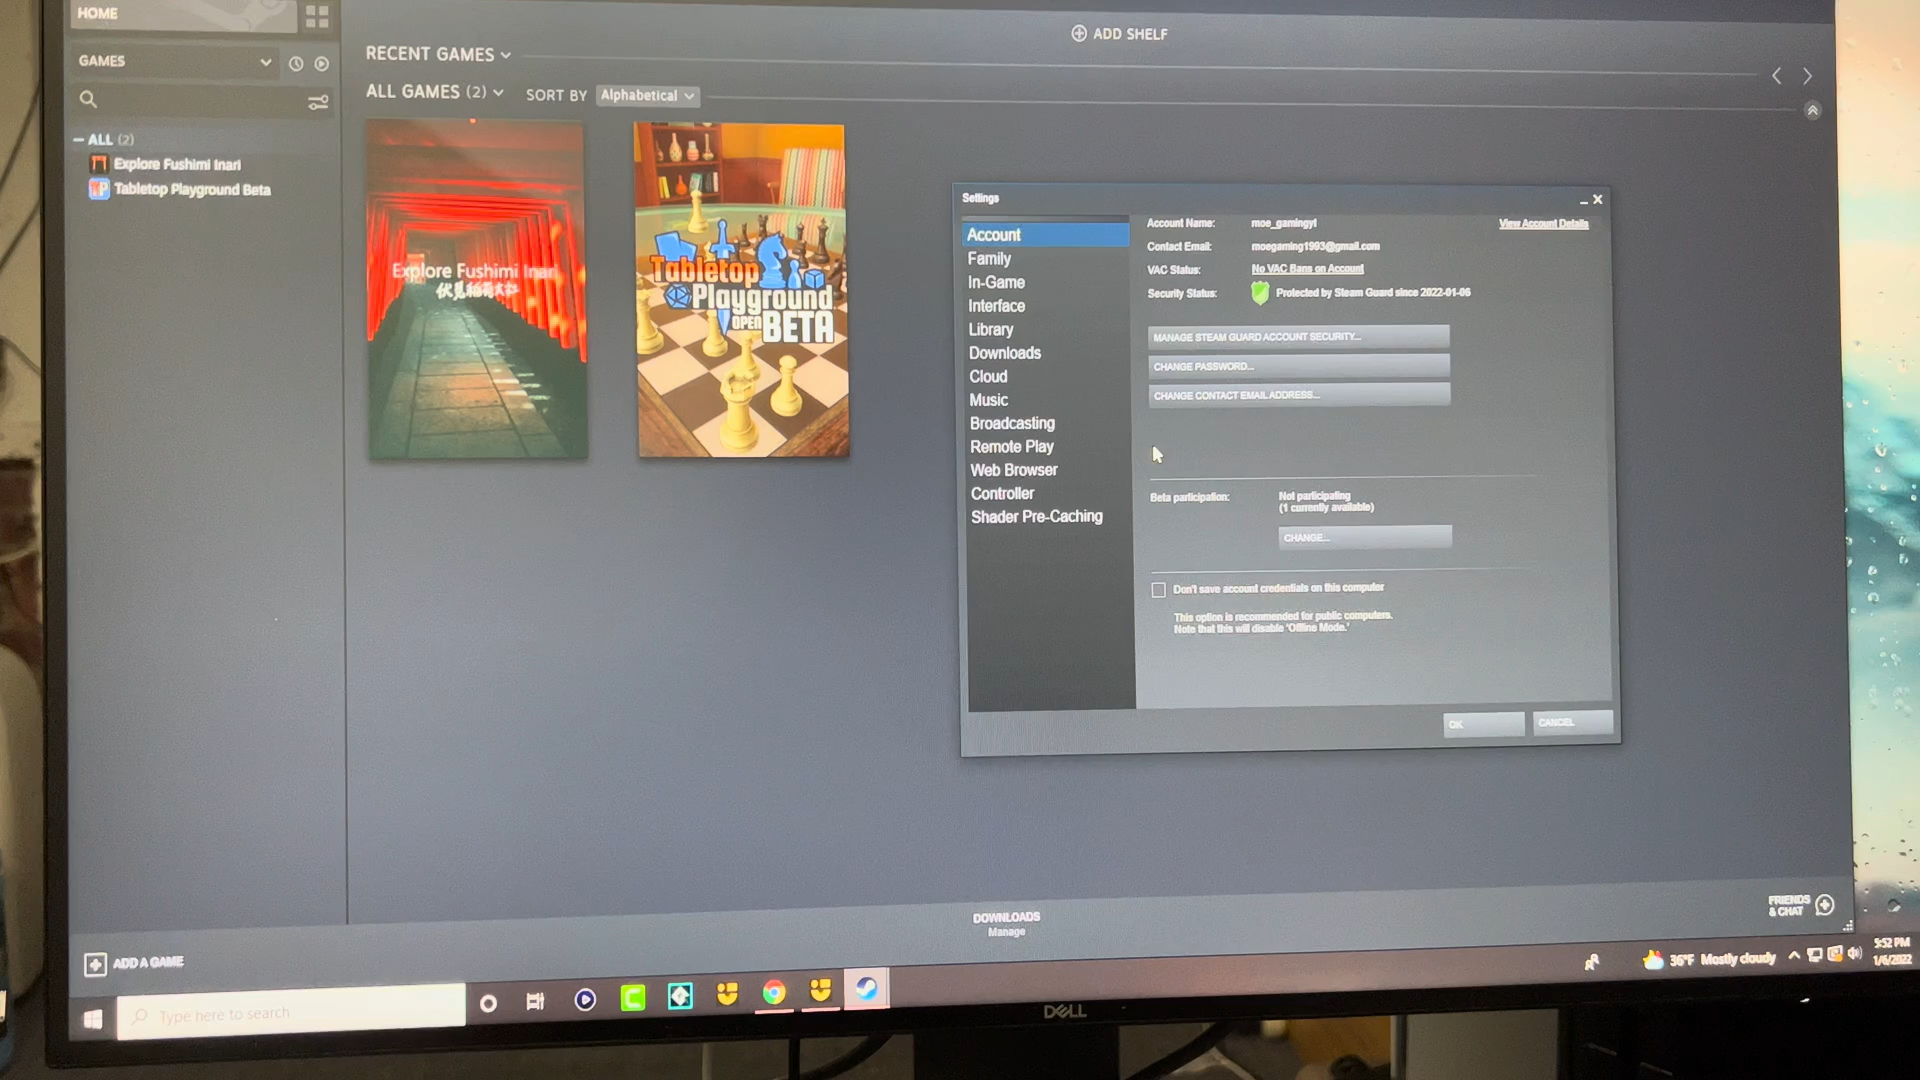 HOME
GAMES
ALL (2)
Explore Fushimi Inari
Tabletop Playground Beta
ADD SHELF
RECENT GAMES
ALL GAMES (2)
SORT BY Alphabetical
Explore Fushimi Inari
伏見稲荷大社
Tabletop
Playground
OPEN BETA
Settings
Account
Family
In-Game
Interface
Library
Downloads
Cloud
Music
Broadcasting
Remote Play
Web Browser
Controller
Shader Pre-Caching
Account Name: moe_gamingyt
View Account Details
Contact Email: moegaming1993@gmail.com
VAC Status: No VAC Bans on Account
Security Status: Protected by Steam Guard since 2022-01-06
MANAGE STEAM GUARD ACCOUNT SECURITY...
CHANGE PASSWORD...
CHANGE CONTACT EMAIL ADDRESS...
Beta participation: Not participating
(1 currently available)
CHANGE...
Don't save account credentials on this computer
This option is recommended for public computers.
Note that this will disable 'Offline Mode.'
OK
CANCEL
DOWNLOADS
Manage
FRIENDS
& CHAT
ADD A GAME
Type here to search
36°F Mostly cloudy
5:52 PM
1/6/2022
DELL